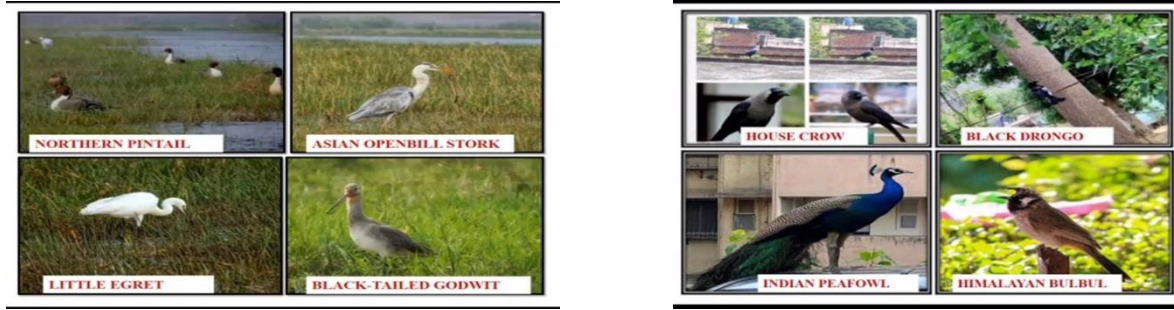 NORTHERN PINTAIL
ASIAN OPENBILL STORK
LITTLE EGRET
BLACK-TAILED GODWIT
HOUSE CROW
BLACK DRONGO
INDIAN PEAFOWL
HIMALAYAN BULBUL